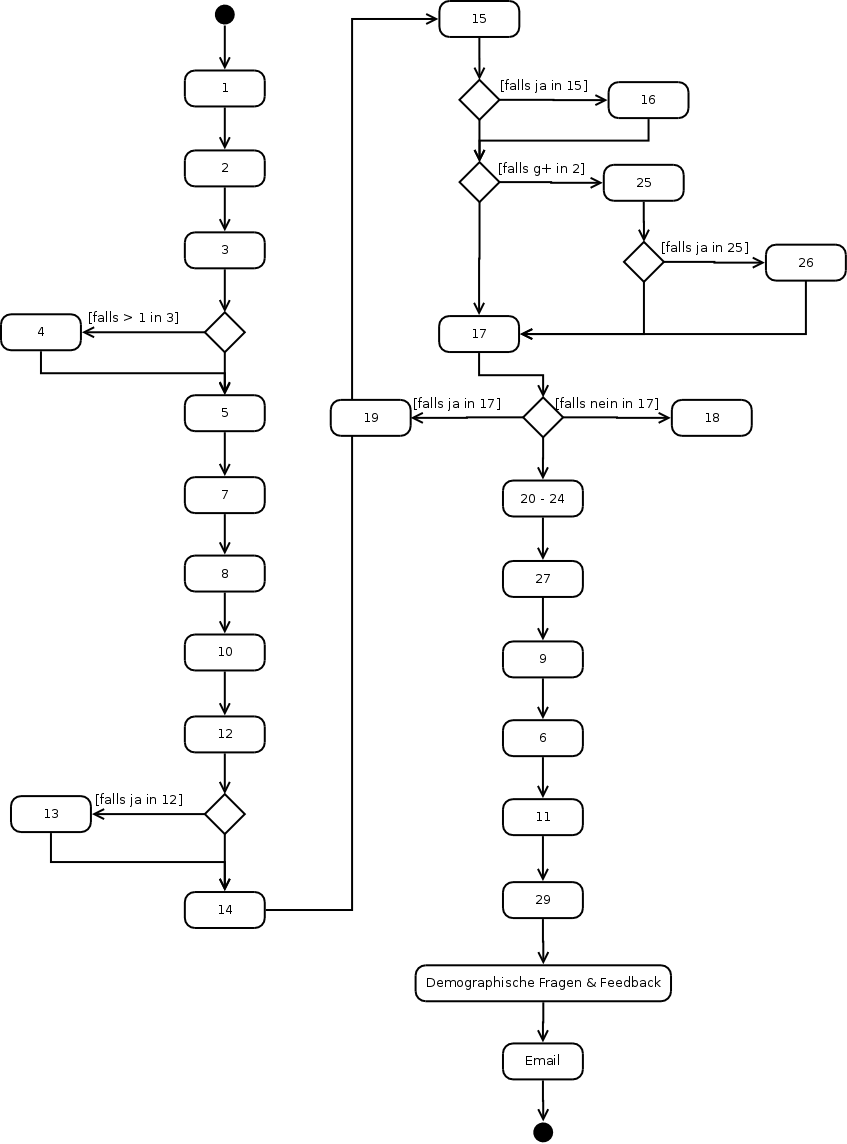 1
2
3
[falls > 1 in 3]
4
5
7
8
10
12
[falls ja in 12]
13
14
15
[falls ja in 15]
16
[falls g+ in 2]
25
[falls ja in 25]
26
17
[falls ja in 17]
19
[falls nein in 17]
18
20 - 24
27
9
6
11
29
Demographische Fragen & Feedback
Email